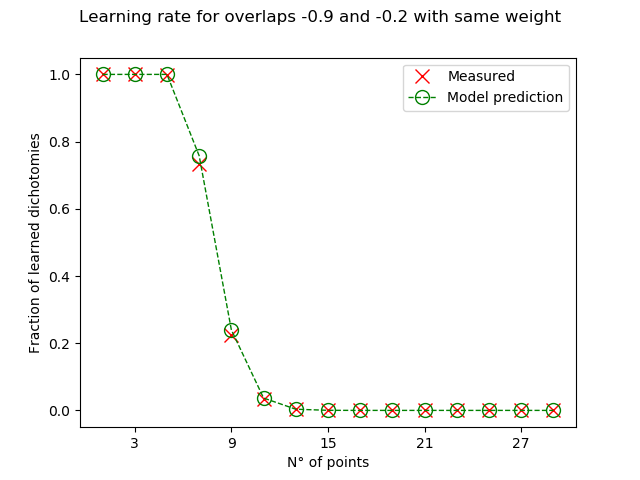 Learning rate for overlaps -0.9 and -0.2 with same weight
Measured
Model prediction
1.0
0.8
0.6
0.4
0.2
0.0
Fraction of learned dichotomies
3 9 15 21 27
N° of points